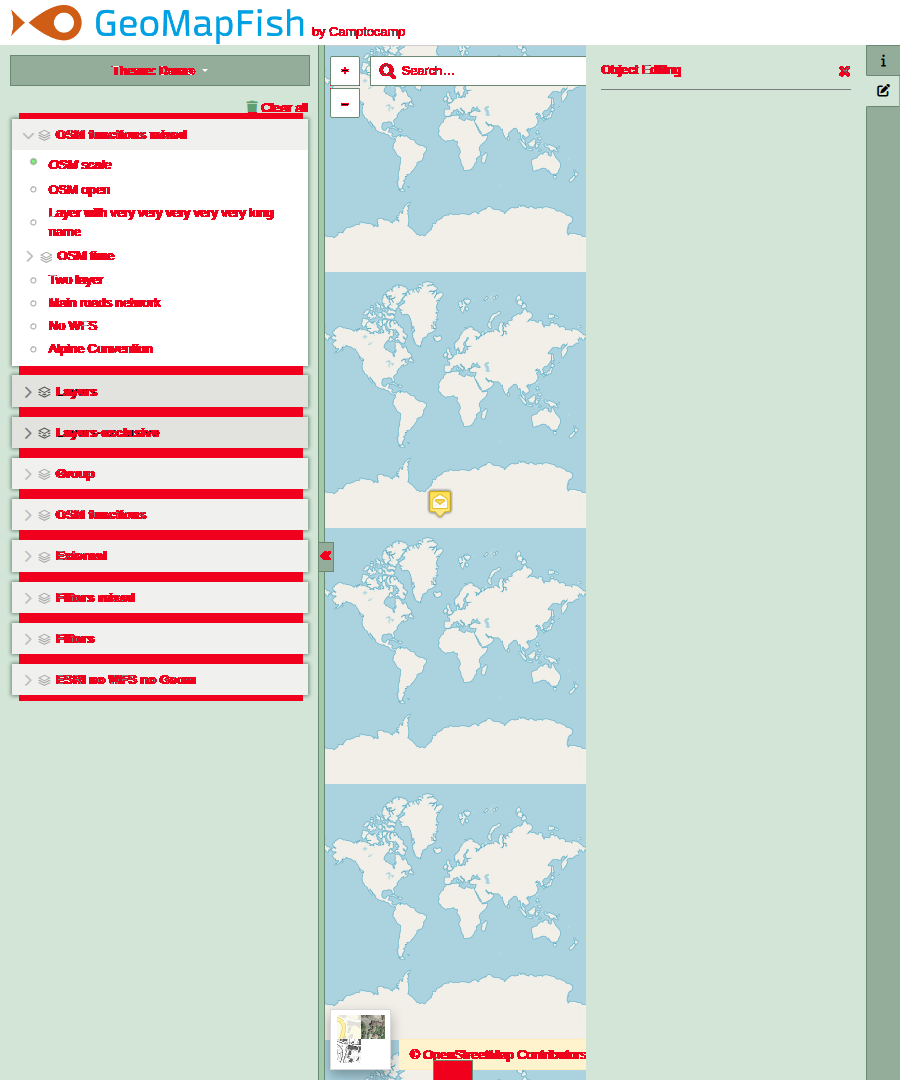 GeoMapFish by Camptocamp
Theme: Demo
Clear all
OSM functions mixed
OSM scale
OSM open
Layer with very very very very very long
name
OSM time
Two layer
Main roads network
No WFS
Alpine Convention
Layers
Layers-exclusive
Group
OSM functions
External
Filters mixed
Filters
ESRI no WFS no Geom
+
−
Search…
© OpenStreetMap Contributors
Object Editing
i